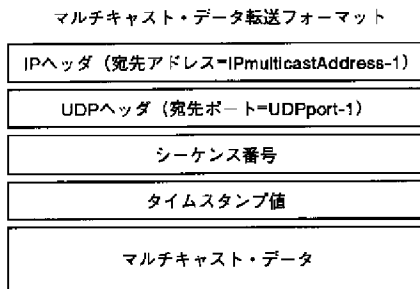 マルチキャスト・データ転送フォーマット
IPヘッダ（宛先アドレス=IPmulticastAddress-1）
UDPヘッダ（宛先ポート=UDPport-1）
シーケンス番号
タイムスタンプ値
マルチキャスト・データ